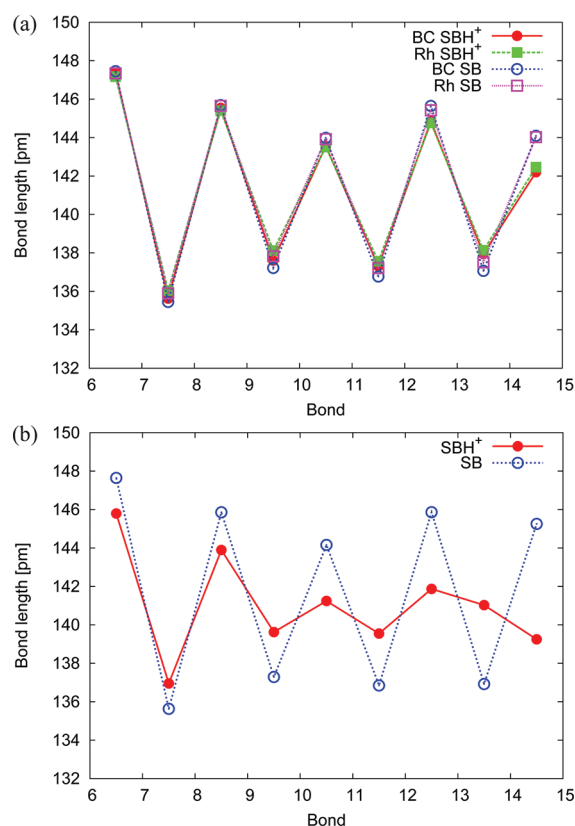 (a)
150
148
146
144
142
140
138
136
134
132
Bond length [pm]
BC SBH+
Rh SBH+
BC SB
Rh SB
6 7 8 9 10 11 12 13 14 15
Bond
(b)
150
148
146
144
142
140
138
136
134
132
Bond length [pm]
SBH+
SB
6 7 8 9 10 11 12 13 14 15
Bond